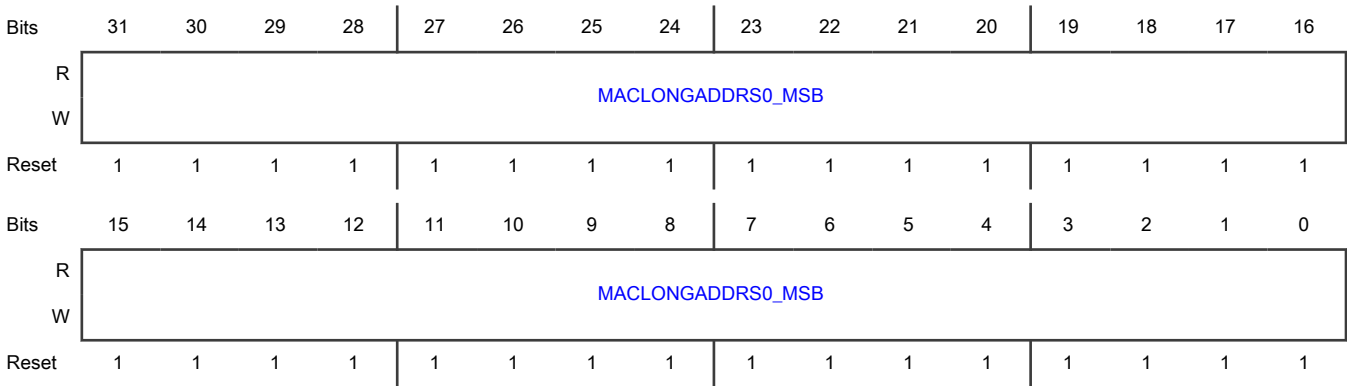 Bits 31 30 29 28 27 26 25 24 23 22 21 20 19 18 17 16
R
MACLONGADDRS0_MSB
W
Reset 1 1 1 1 1 1 1 1 1 1 1 1 1 1 1 1
Bits 15 14 13 12 11 10 9 8 7 6 5 4 3 2 1 0
R
MACLONGADDRS0_MSB
W
Reset 1 1 1 1 1 1 1 1 1 1 1 1 1 1 1 1